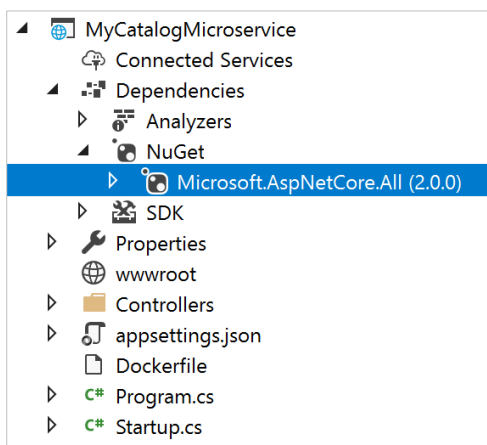 MyCatalogMicroservice
Connected Services
Dependencies
Analyzers
NuGet
Microsoft.AspNetCore.All (2.0.0)
SDK
Properties
wwwroot
Controllers
appsettings.json
Dockerfile
C# Program.cs
C# Startup.cs